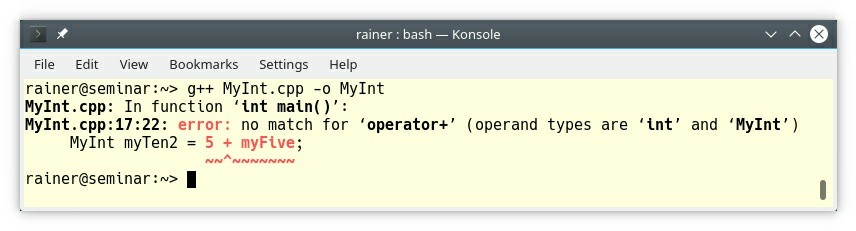 rainer : bash — Konsole
File Edit View Bookmarks Settings Help
rainer@seminar:~> g++ MyInt.cpp -o MyInt
MyInt.cpp: In function ‘int main()’:
MyInt.cpp:17:22: error: no match for ‘operator+’ (operand types are ‘int’ and ‘MyInt’)
     MyInt myTen2 = 5 + myFive;
                    ~~^~~~~~~~
rainer@seminar:~>